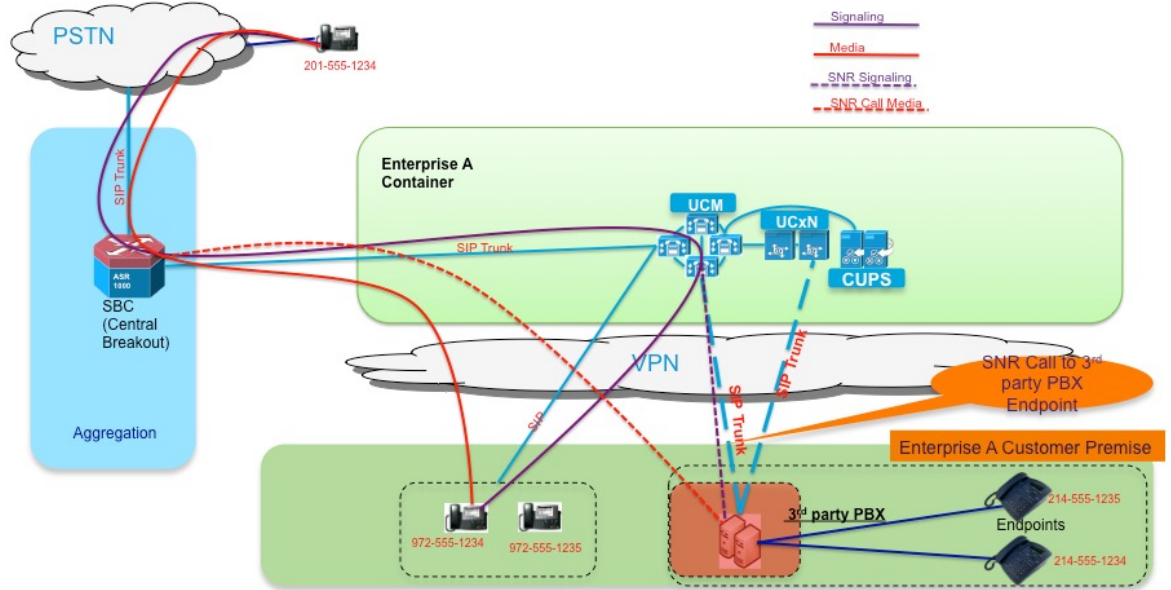 PSTN
201-555-1234
Signaling
Media
SNR Signaling
SNR Call Media
SIP Trunk
ASR
1000
SBC
(Central
Breakout)
Aggregation
Enterprise A
Container
SIP Trunk
UCM
UCxN
CUPS
VPN
SIP
SIP Trunk
SIP Trunk
SNR Call to 3rd
party PBX
Endpoint
Enterprise A Customer Premise
972-555-1234
972-555-1235
3rd party PBX
Endpoints
214-555-1235
214-555-1234